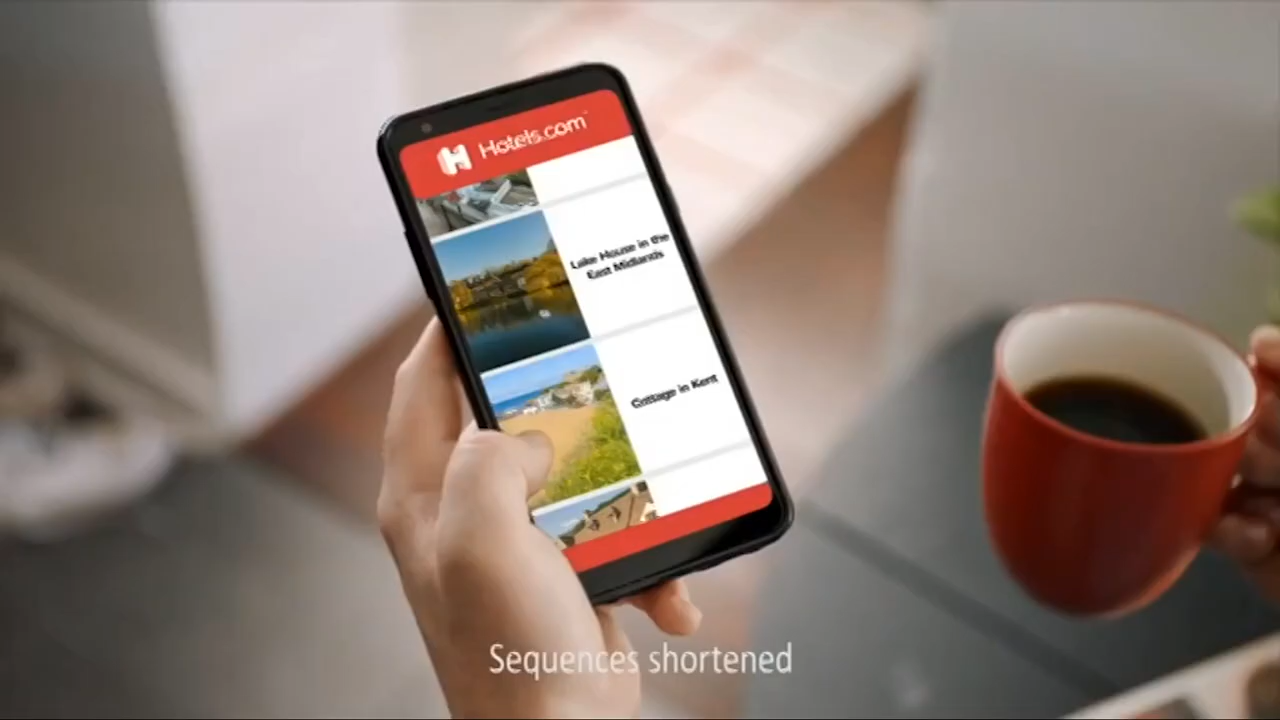 Hotels.com
Lake House in the
East Midlands
Cottage in Kent
Sequences shortened